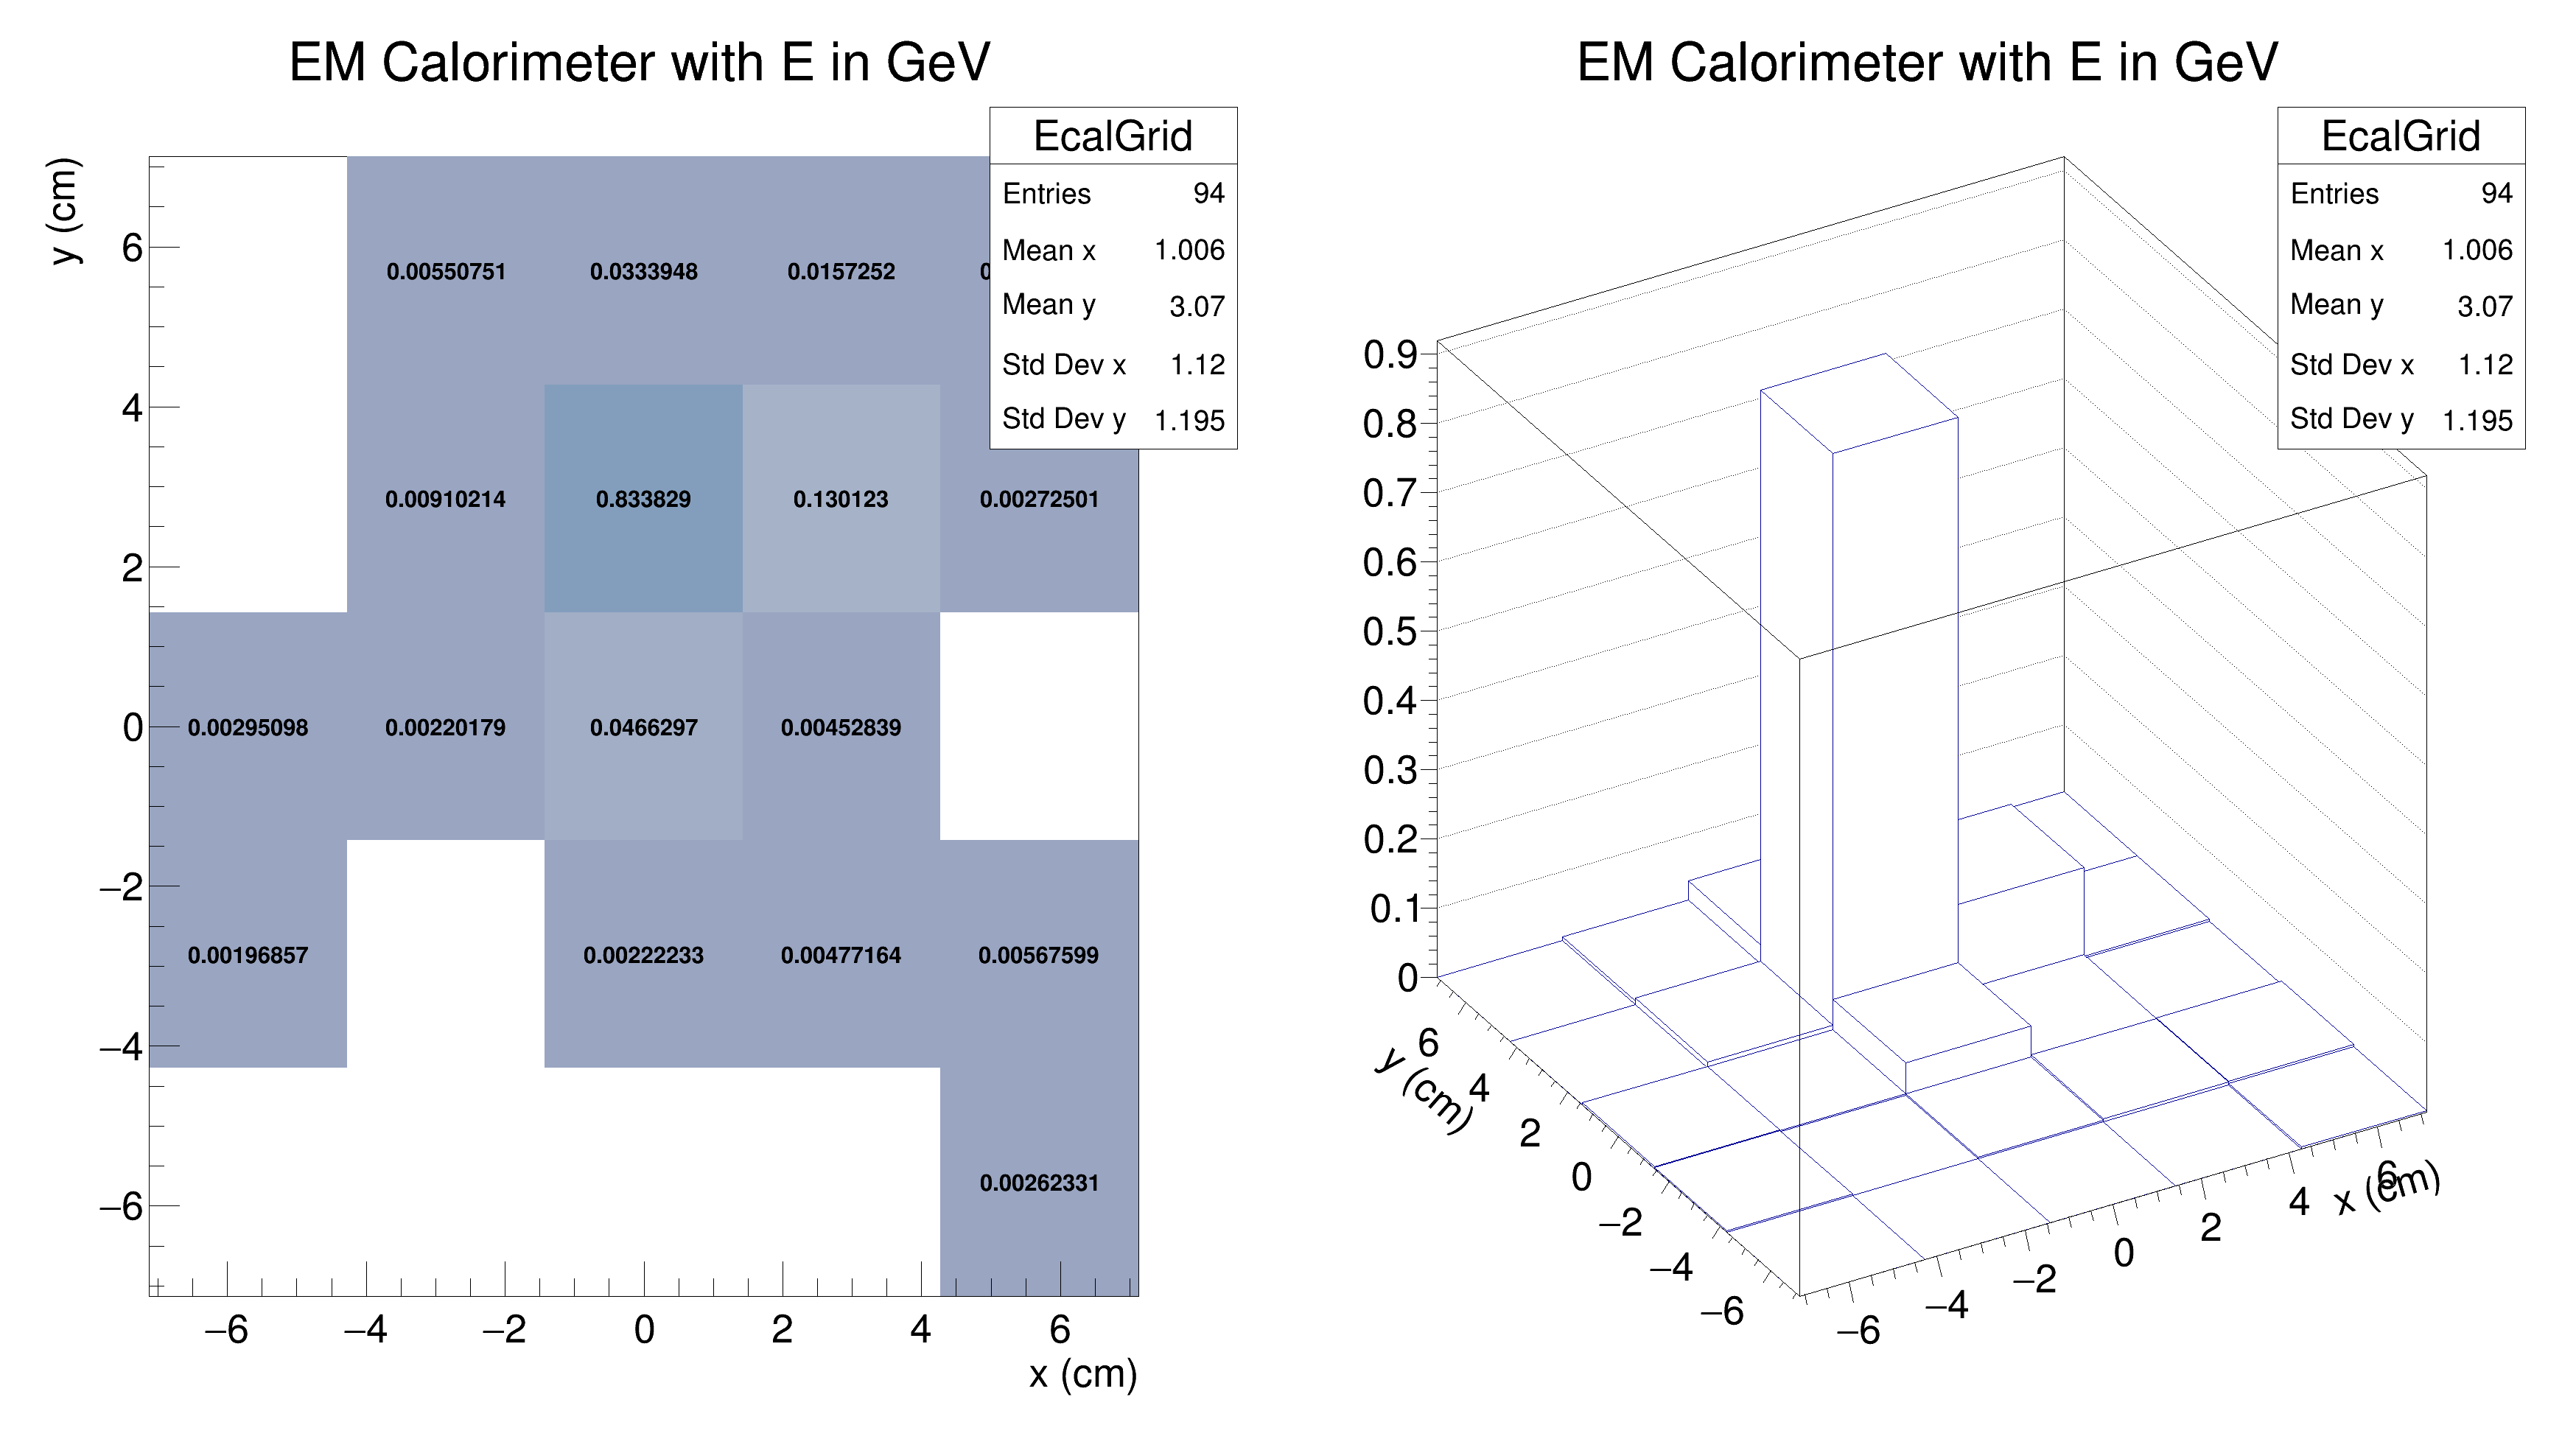 EM Calorimeter with E in GeV
EcalGrid
Entries 94
Mean x 1.006
Mean y 3.07
Std Dev x 1.12
Std Dev y 1.195
y (cm)
6
4
2
0
−2
−4
−6
0.00550751 0.0333948 0.0157252
0.00910214 0.833829 0.130123 0.00272501
0.00295098 0.00220179 0.0466297 0.00452839
0.00196857 0.00222233 0.00477164 0.00567599
0.00262331
−6 −4 −2 0 2 4 6
x (cm)
EM Calorimeter with E in GeV
EcalGrid
Entries 94
Mean x 1.006
Mean y 3.07
Std Dev x 1.12
Std Dev y 1.195
0.9
0.8
0.7
0.6
0.5
0.4
0.3
0.2
0.1
0
6
4
2
0
−2
−4
−6
y (cm)
−6 −4 −2 0 2 4 6
x (cm)